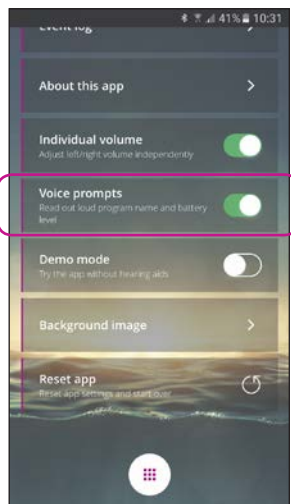 41% 10:31
Event log
About this app
Individual volume
Adjust left/right volume independently
Voice prompts
Read out loud program name and battery
level
Demo mode
Try the app without hearing aids
Background image
Reset app
Reset app settings and start over